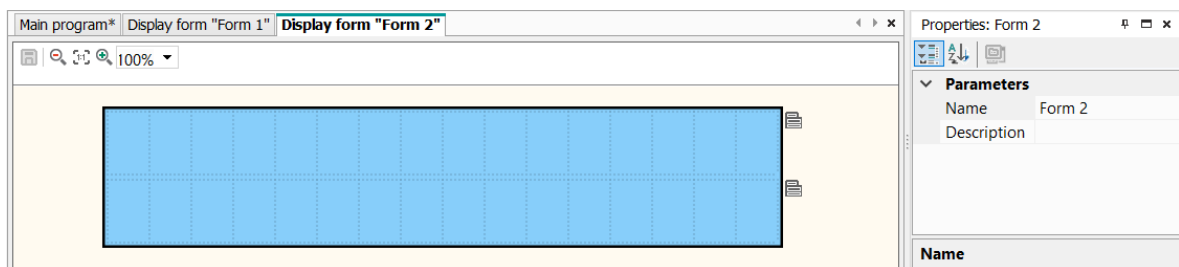 Main program* Display form "Form 1" Display form "Form 2"
100%
Properties: Form 2
Parameters
Name Form 2
Description
Name